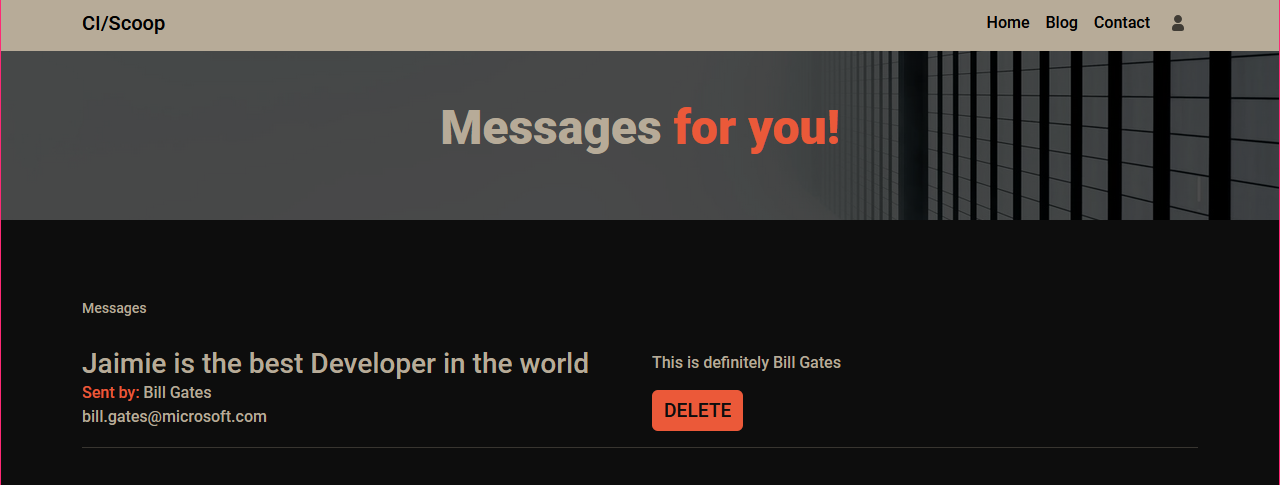 CI/Scoop
Home Blog Contact
Messages for you!
Messages
Jaimie is the best Developer in the world
Sent by: Bill Gates
bill.gates@microsoft.com
This is definitely Bill Gates
DELETE